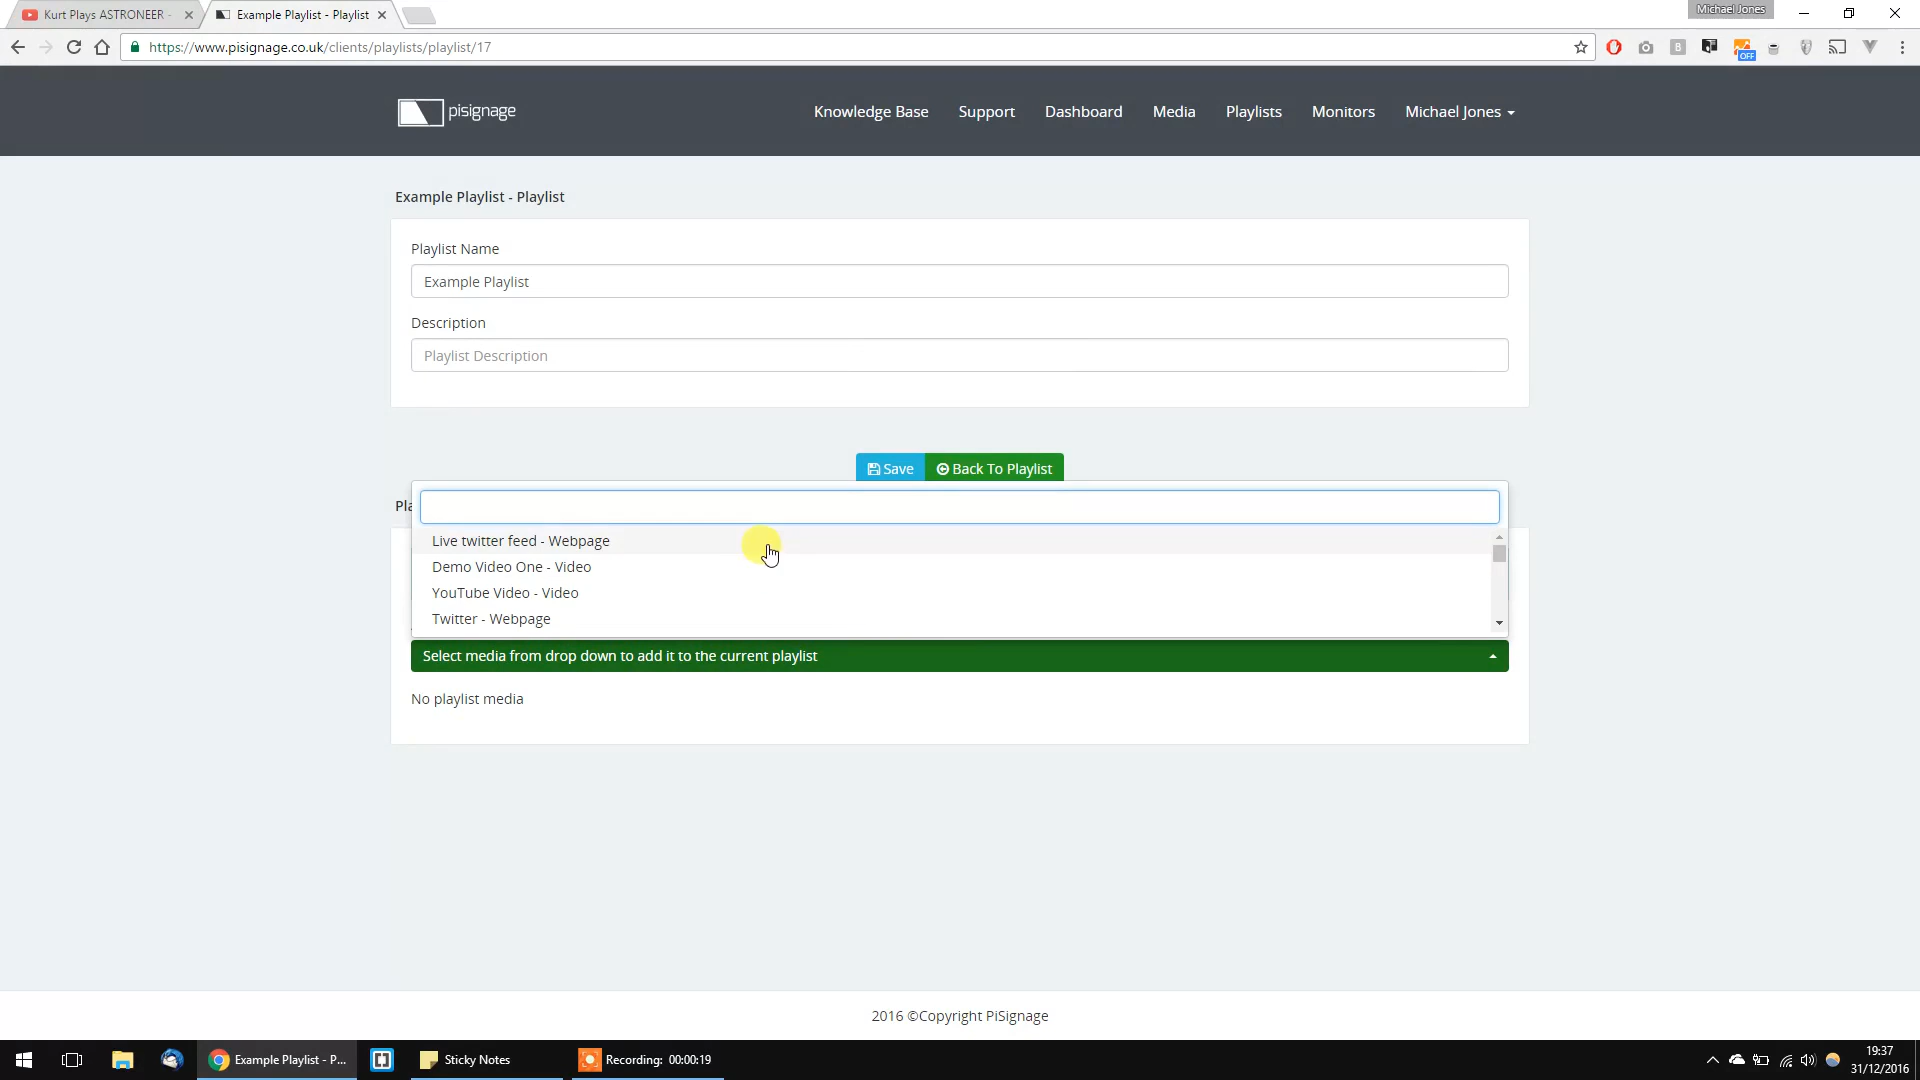 Kurt Plays ASTRONEER -
Example Playlist - Playlist
Michael Jones
https://www.pisignage.co.uk/clients/playlists/playlist/17
OFF
pisignage
Knowledge Base
Support
Dashboard
Media
Playlists
Monitors
Michael Jones
Example Playlist - Playlist
Playlist Name
Example Playlist
Description
Playlist Description
Save
Back To Playlist
Pla
Live twitter feed - Webpage
Demo Video One - Video
YouTube Video - Video
Twitter - Webpage
Select media from drop down to add it to the current playlist
No playlist media
2016 ©Copyright PiSignage
Example Playlist - P...
Sticky Notes
Recording: 00:00:19
19:37
31/12/2016